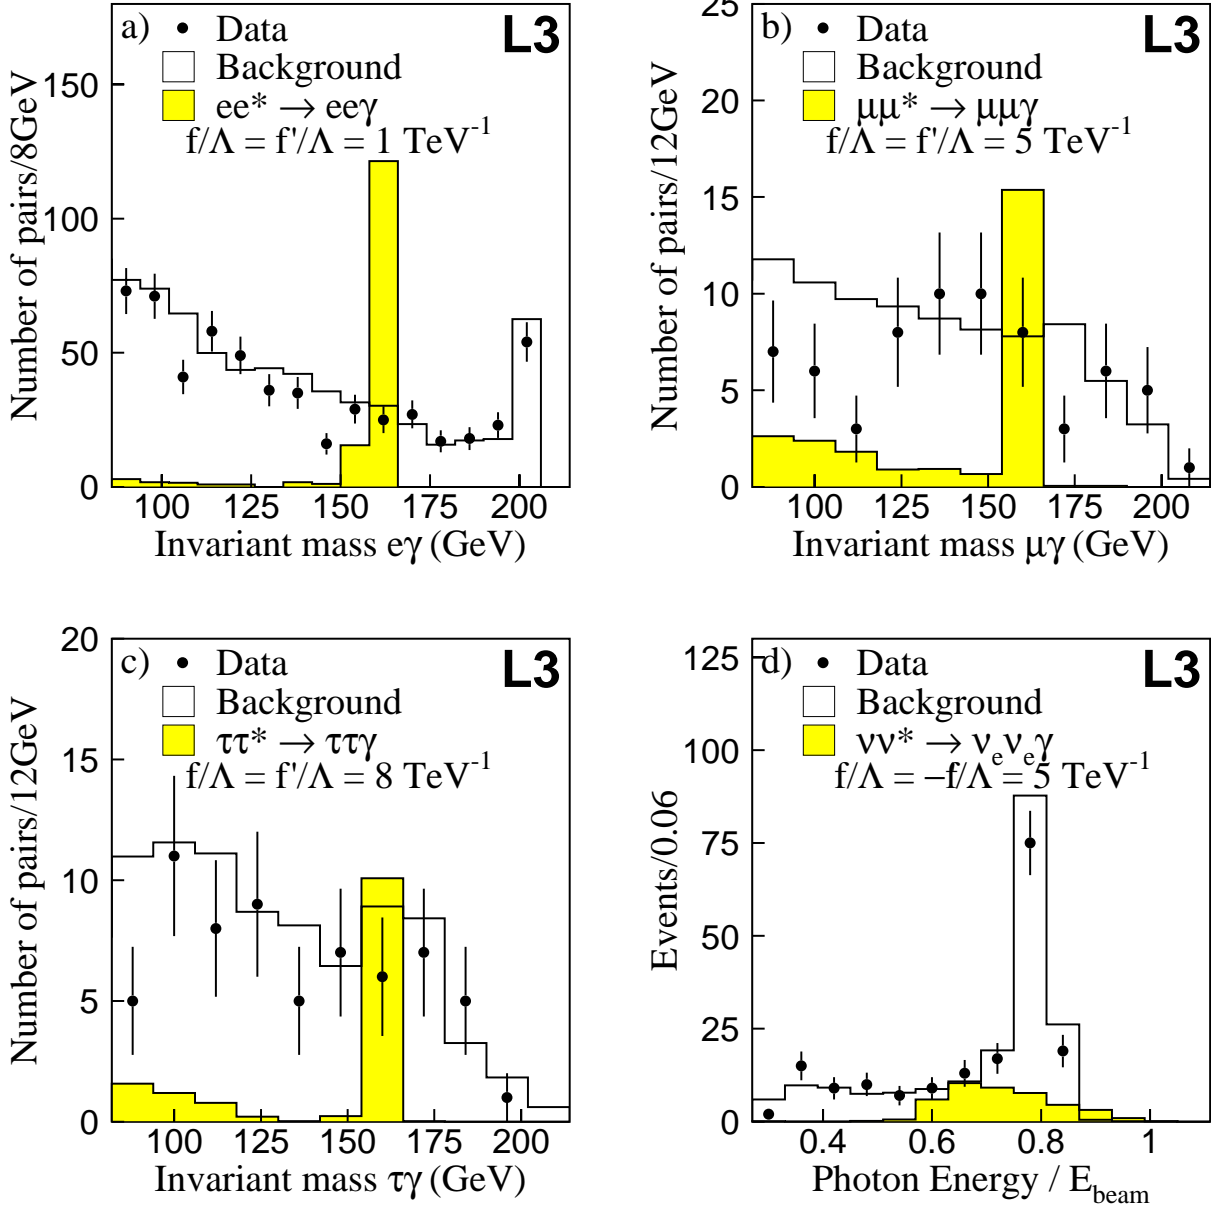 a) Data L3
Background
ee* → eeγ
f/Λ = f'/Λ = 1 TeV-1
150
100
50
0
100 125 150 175 200
Number of pairs/8GeV
Invariant mass eγ (GeV)
b) Data L3
Background
μμ* → μμγ
f/Λ = f'/Λ = 5 TeV-1
25
20
15
10
5
0
100 125 150 175 200
Number of pairs/12GeV
Invariant mass μγ (GeV)
c) Data L3
Background
ττ* → ττγ
f/Λ = f'/Λ = 8 TeV-1
20
15
10
5
0
100 125 150 175 200
Number of pairs/12GeV
Invariant mass τγ (GeV)
d) Data L3
Background
νν* → νeνeγ
f/Λ = −f/Λ = 5 TeV-1
125
100
75
50
25
0
0.4 0.6 0.8 1
Events/0.06
Photon Energy / Ebeam